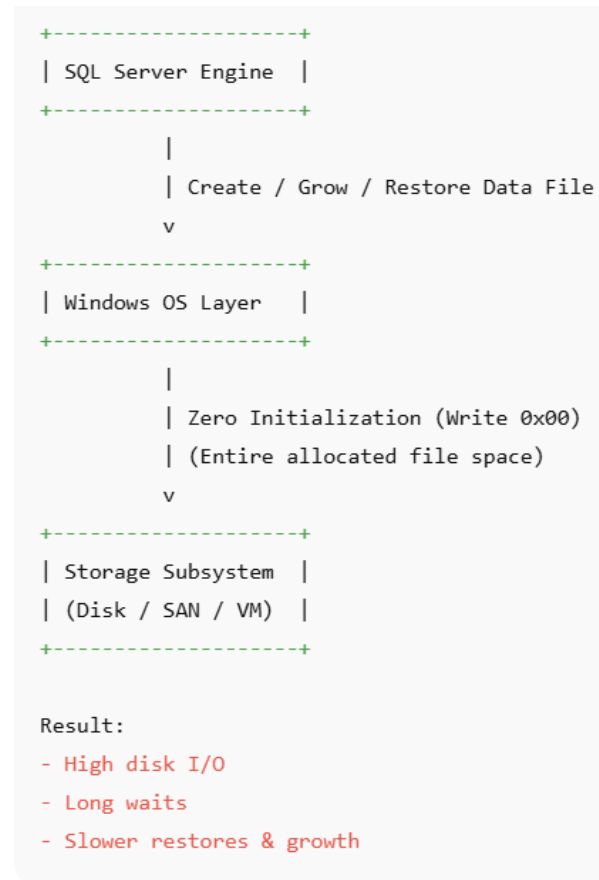 +---------------------+
| SQL Server Engine  |
+---------------------+
|
| Create / Grow / Restore Data File
v
+---------------------+
| Windows OS Layer   |
+---------------------+
|
| Zero Initialization (Write 0x00)
| (Entire allocated file space)
v
+---------------------+
| Storage Subsystem  |
| (Disk / SAN / VM)  |
+---------------------+
Result:
- High disk I/O
- Long waits
- Slower restores & growth